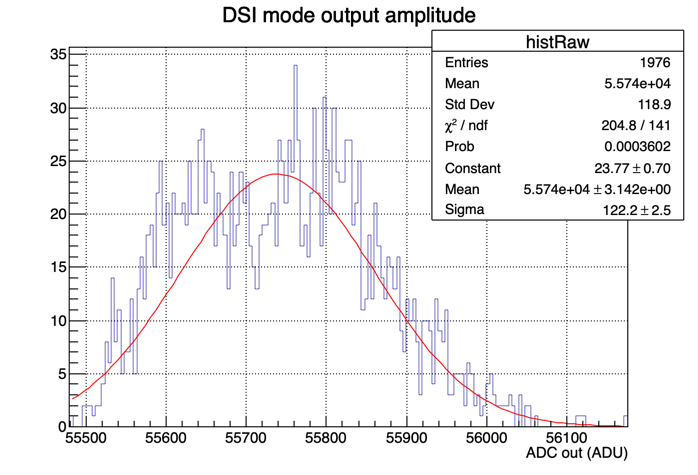 DSI mode output amplitude
histRaw
Entries 1976
Mean 5.574e+04
Std Dev 118.9
χ² / ndf 204.8 / 141
Prob 0.0003602
Constant 23.77 ± 0.70
Mean 5.574e+04 ± 3.142e+00
Sigma 122.2 ± 2.5
35
30
25
20
15
10
5
0
55500 55600 55700 55800 55900 56000 56100
ADC out (ADU)